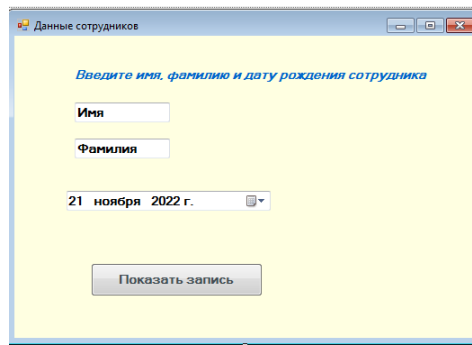 Данные сотрудников
Введите имя, фамилию и дату рождения сотрудника
Имя
Фамилия
21 ноября 2022 г.
Показать запись